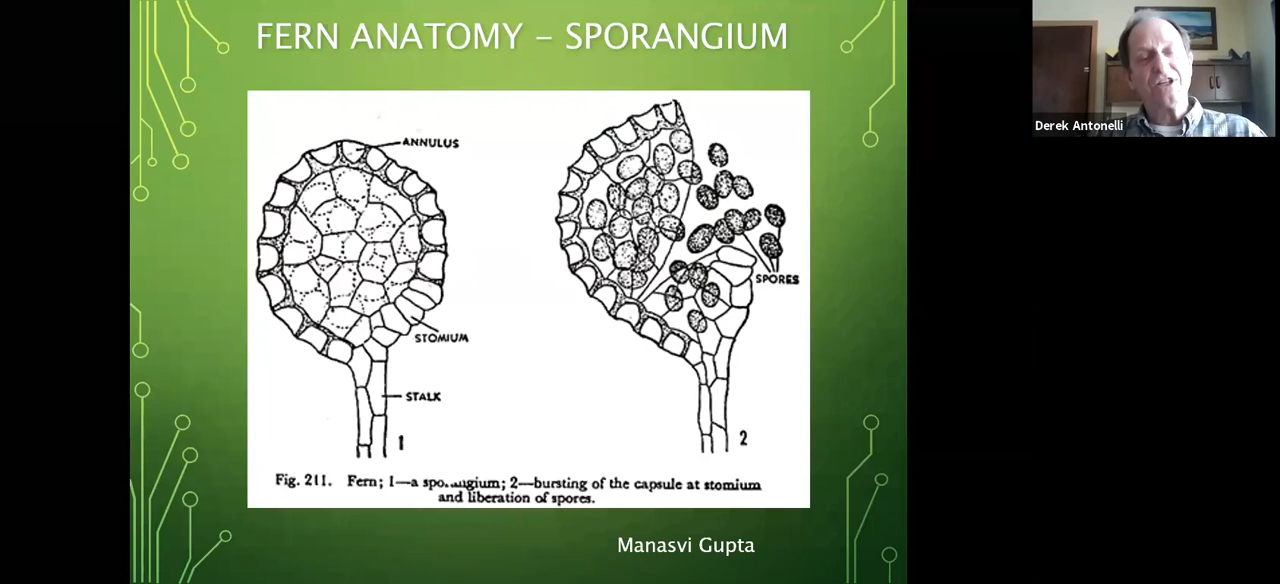 FERN ANATOMY – SPORANGIUM
Derek Antonelli
ANNULUS
STOMIUM
STALK
1
SPORES
2
Fig. 211. Fern; 1—a 2—bursting of the capsule at stomium
and liberation of spores.
Manasvi Gupta